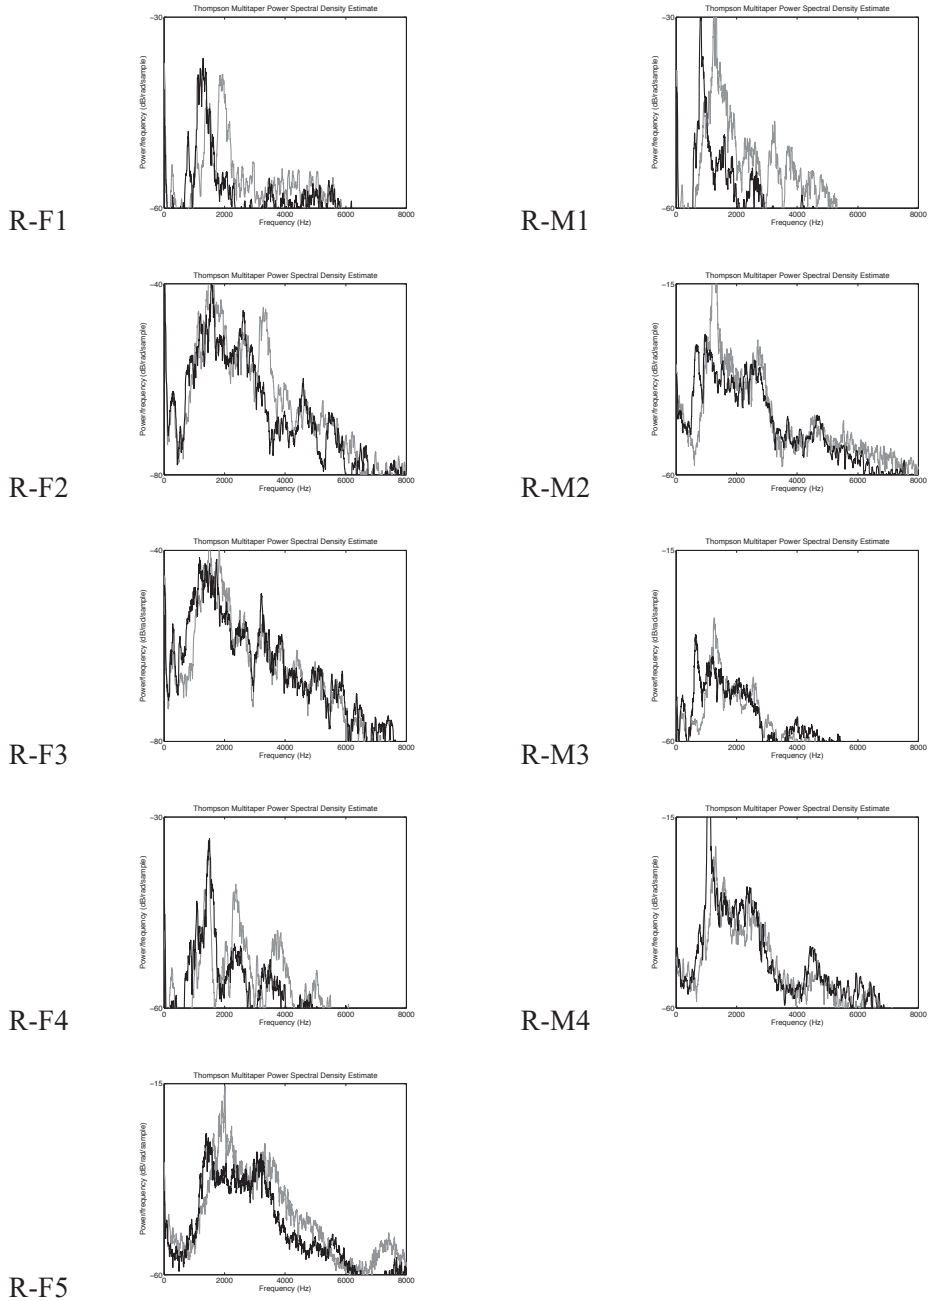 Thompson Multitaper Power Spectral Density Estimate
−30
Power/frequency (dB/rad/sample)
−60
0 2000 4000 6000 8000
Frequency (Hz)
R-F1
Thompson Multitaper Power Spectral Density Estimate
−30
Power/frequency (dB/rad/sample)
−60
0 2000 4000 6000 8000
Frequency (Hz)
R-M1
Thompson Multitaper Power Spectral Density Estimate
−40
Power/frequency (dB/rad/sample)
−80
0 2000 4000 6000 8000
Frequency (Hz)
R-F2
Thompson Multitaper Power Spectral Density Estimate
−15
Power/frequency (dB/rad/sample)
−60
0 2000 4000 6000 8000
Frequency (Hz)
R-M2
Thompson Multitaper Power Spectral Density Estimate
−40
Power/frequency (dB/rad/sample)
−80
0 2000 4000 6000 8000
Frequency (Hz)
R-F3
Thompson Multitaper Power Spectral Density Estimate
−15
Power/frequency (dB/rad/sample)
−60
0 2000 4000 6000 8000
Frequency (Hz)
R-M3
Thompson Multitaper Power Spectral Density Estimate
−30
Power/frequency (dB/rad/sample)
−60
0 2000 4000 6000 8000
Frequency (Hz)
R-F4
Thompson Multitaper Power Spectral Density Estimate
−15
Power/frequency (dB/rad/sample)
−60
0 2000 4000 6000 8000
Frequency (Hz)
R-M4
Thompson Multitaper Power Spectral Density Estimate
−15
Power/frequency (dB/rad/sample)
−60
0 2000 4000 6000 8000
Frequency (Hz)
R-F5